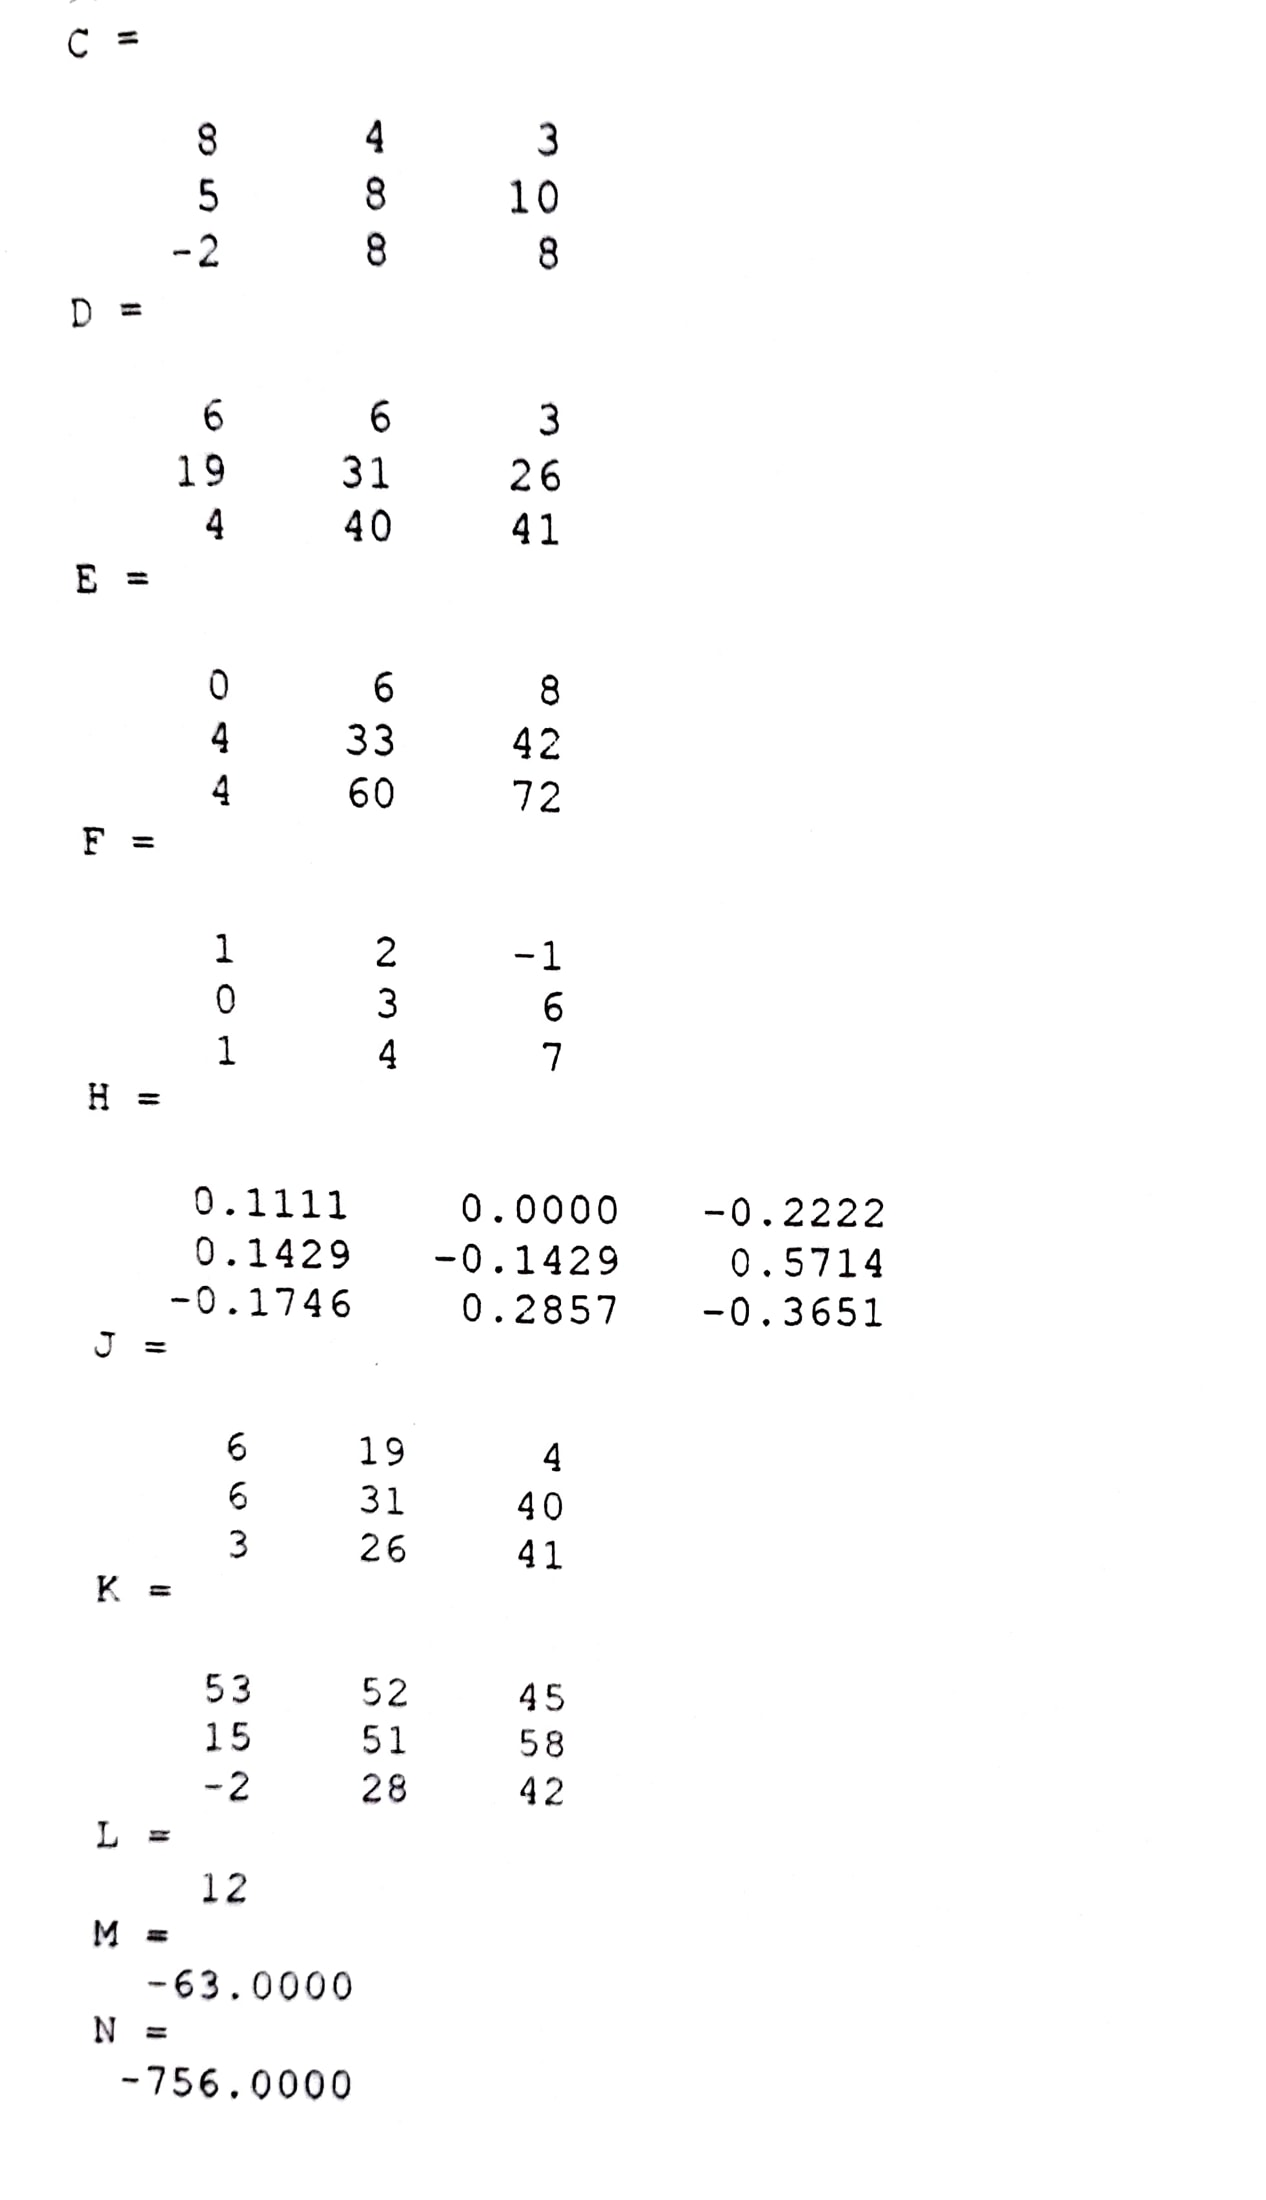 C =
8 4 3
5 8 10
-2 8 8
D =
6 6 3
19 31 26
4 40 41
E =
0 6 8
4 33 42
4 60 72
F =
1 2 -1
0 3 6
1 4 7
H =
0.1111 0.0000 -0.2222
0.1429 -0.1429 0.5714
-0.1746 0.2857 -0.3651
J =
6 19 4
6 31 40
3 26 41
K =
53 52 45
15 51 58
-2 28 42
L =
12
M =
-63.0000
N =
-756.0000